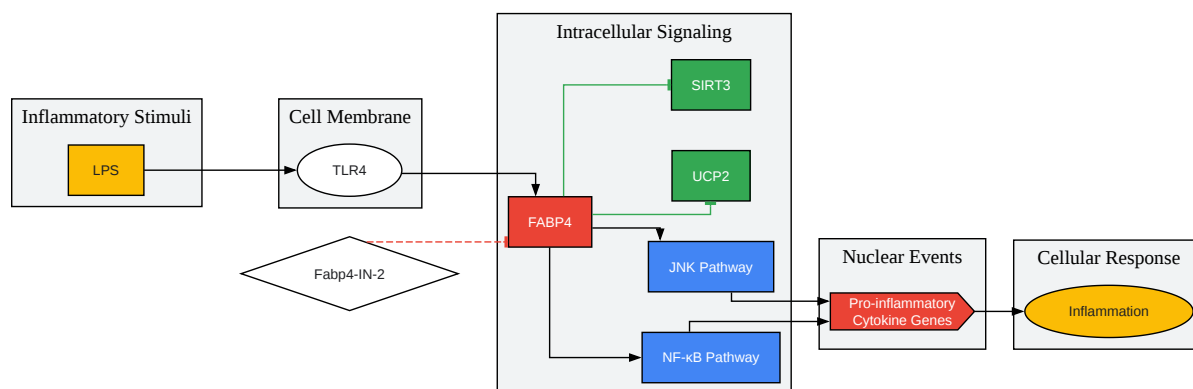 Intracellular Signaling
SIRT3
Inflammatory Stimuli
Cell Membrane
LPS
TLR4
UCP2
FABP4
Fabp4-IN-2
JNK Pathway
NF-κB Pathway
Nuclear Events
Pro-inflammatory
Cytokine Genes
Cellular Response
Inflammation